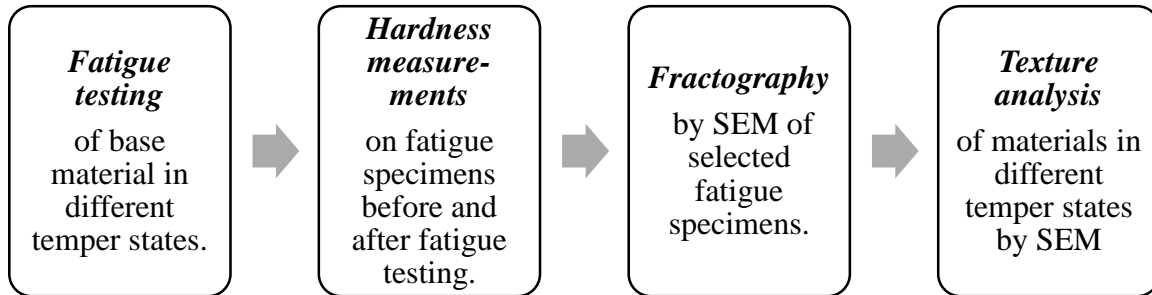 Fatigue
testing
of base
material in
different
temper states.
Hardness
measure-
ments
on fatigue
specimens
before and
after fatigue
testing.
Fractography
by SEM of
selected
fatigue
specimens.
Texture
analysis
of materials in
different
temper states
by SEM